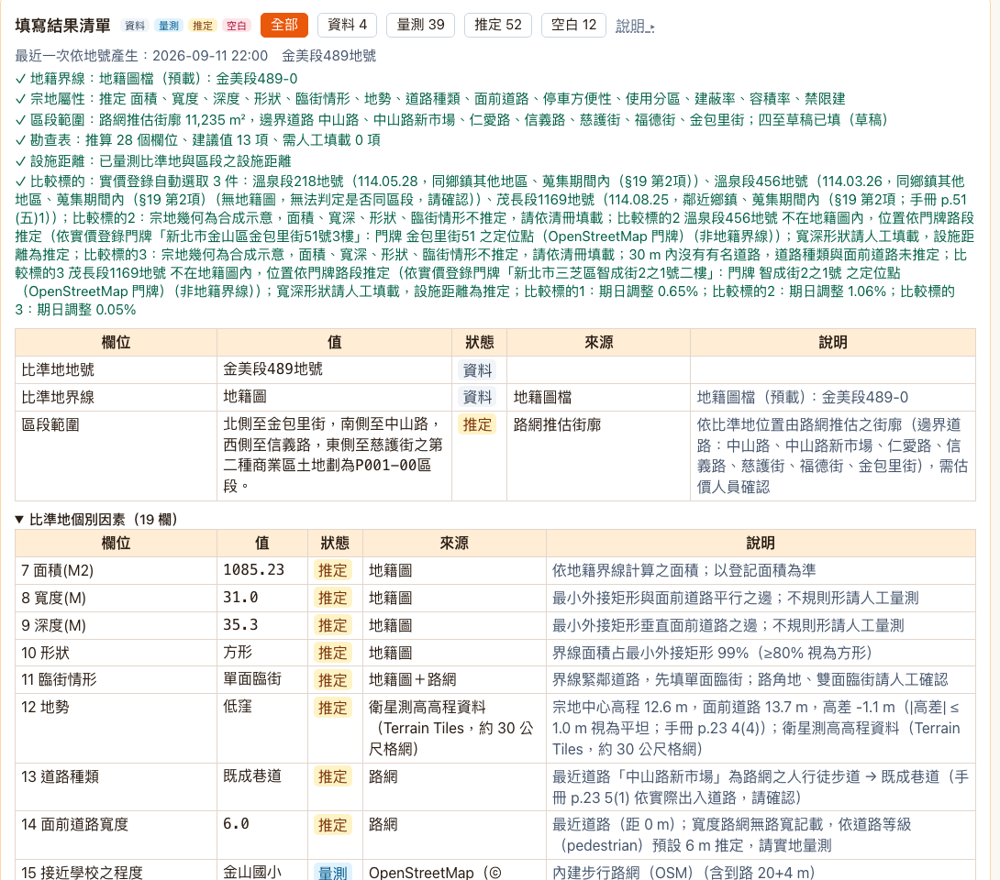 填寫結果清單 資料 量測 推定 空白 全部 資料 4 量測 39 推定 52 空白 12 說明 ▸
最近一次依地號產生：2026-09-11 22:00　金美段489地號
✓ 地籍界線：地籍圖檔（預載）：金美段489-0
✓ 宗地屬性：推定 面積、寬度、深度、形狀、臨街情形、地勢、道路種類、面前道路、停車方便性、使用分區、建蔽率、容積率、禁限建
✓ 區段範圍：路網推估街廓 11,235 m²，邊界道路 中山路、中山路新市場、仁愛路、信義路、慈護街、福德街、金包里街；四至草稿已填（草稿）
✓ 勘查表：推算 28 個欄位、建議值 13 項、需人工填載 0 項
✓ 設施距離：已量測比準地與區段之設施距離
✓ 比較標的：實價登錄自動選取 3 件：溫泉段218地號（114.05.28，同鄉鎮其他地區、蒐集期間內（§19 第2項））、溫泉段456地號（114.03.26，同鄉鎮其他
地區、蒐集期間內（§19 第2項）（無地籍圖，無法判定是否同區段，請確認））、茂長段1169地號（114.08.25，鄰近鄉鎮、蒐集期間內（§19 第2項；手冊 p.51
(五)1)）；比較標的2：宗地幾何為合成示意，面積、寬深、形狀、臨街情形不推定，請依清冊填載；比較標的2 溫泉段456地號 不在地籍圖內，位置依門牌路段
推定（依實價登錄門牌「新北市金山區金包里街51號3樓」：門牌 金包里街51 之定位點（OpenStreetMap 門牌）（非地籍界線））；寬深形狀請人工填載，設施距
離為推定；比較標的3：宗地幾何為合成示意，面積、寬深、形狀、臨街情形不推定，請依清冊填載；30 m 內沒有有名道路，道路種類與面前道路未推定；比
較標的3 茂長段1169地號 不在地籍圖內，位置依門牌路段推定（依實價登錄門牌「新北市三芝區智成街2之1號二樓」：門牌 智成街2之1號 之定位點
（OpenStreetMap 門牌）（非地籍界線））；寬深形狀請人工填載，設施距離為推定；比較標的1：期日調整 0.65%；比較標的2：期日調整 1.06%；比較標的
3：期日調整 0.05%
欄位 值 狀態 來源 說明
比準地地號 金美段489地號 資料
比準地界線 地籍圖 資料 地籍圖檔 地籍圖檔（預載）：金美段489-0
區段範圍 北側至金包里街，南側至中山路， 推定 路網推估街廓 依比準地位置由路網推估之街廓（邊界道
西側至信義路，東側至慈護街之第 路：中山路、中山路新市場、仁愛路、信
二種商業區土地劃為P001-00區 義路、慈護街、福德街、金包里街），需估
段。 價人員確認
▼ 比準地個別因素（19 欄）
欄位 值 狀態 來源 說明
7 面積(M2) 1085.23 推定 地籍圖 依地籍界線計算之面積；以登記面積為準
8 寬度(M) 31.0 推定 地籍圖 最小外接矩形與面前道路平行之邊；不規則形請人工量測
9 深度(M) 35.3 推定 地籍圖 最小外接矩形垂直面前道路之邊；不規則形請人工量測
10 形狀 方形 推定 地籍圖 界線面積占最小外接矩形 99%（≥80% 視為方形）
11 臨街情形 單面臨街 推定 地籍圖＋路網 界線緊鄰道路，先填單面臨街；路角地、雙面臨街請人工確認
12 地勢 低窪 推定 衛星測高高程資料 宗地中心高程 12.6 m，面前道路 13.7 m，高差 -1.1 m（|高差| ≤
（Terrain Tiles，約 30 公 1.0 m 視為平坦；手冊 p.23 4(4)）；衛星測高高程資料（Terrain
尺格網） Tiles，約 30 公尺格網）
13 道路種類 既成巷道 推定 路網 最近道路「中山路新市場」為路網之人行徒步道 → 既成巷道（手
冊 p.23 5(1) 依實際出入道路，請確認）
14 面前道路寬度 6.0 推定 路網 最近道路（距 0 m）；寬度路網無路寬記載，依道路等級
（pedestrian）預設 6 m 推定，請實地量測
15 接近學校之程度 金山國小 量測 OpenStreetMap（© 內建步行路網（OSM）（含到路 20+4 m）